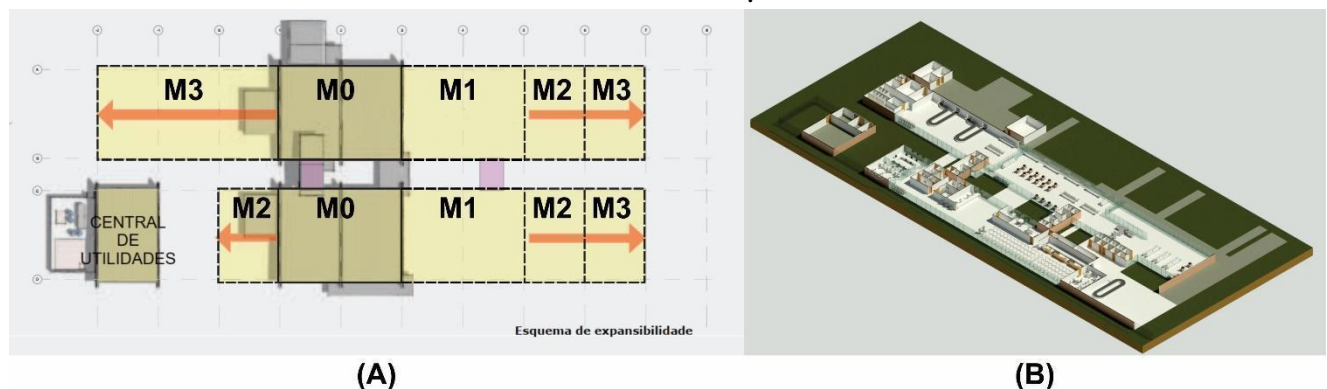 M3 M0 M1 M2 M3
M2 M0 M1 M2 M3
CENTRAL
DE
UTILIDADES
Esquema de expansibilidade
(A) (B)